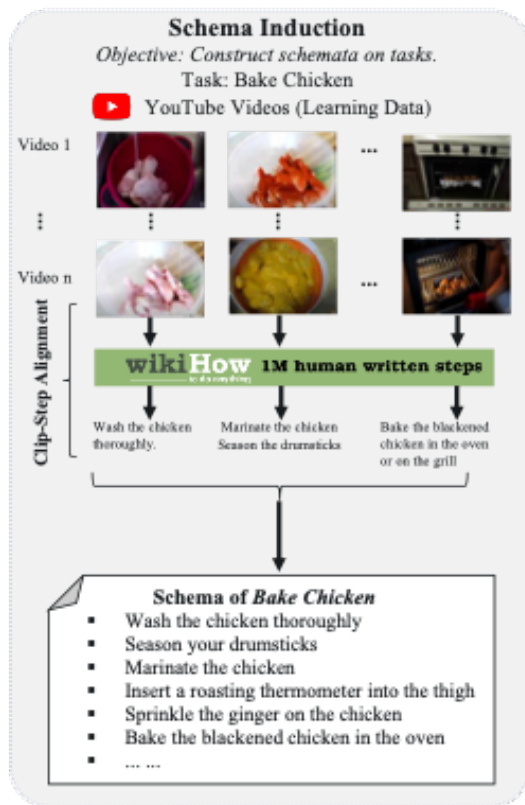 Schema Induction
Objective: Construct schemata on tasks.
Task: Bake Chicken
YouTube Videos (Learning Data)
Video 1
...
...
...
...
Video n
...
Clip-Step Alignment
wikiHow 1M human written steps
to do anything
Wash the chicken
thoroughly.
Marinate the chicken
Season the drumsticks
Bake the blackened
chicken in the oven
or on the grill
Schema of Bake Chicken
▪ Wash the chicken thoroughly
▪ Season your drumsticks
▪ Marinate the chicken
▪ Insert a roasting thermometer into the thigh
▪ Sprinkle the ginger on the chicken
▪ Bake the blackened chicken in the oven
▪ ... ...